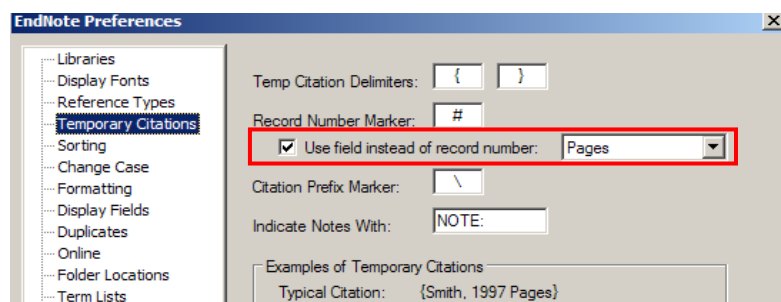 EndNote Preferences
Libraries
Display Fonts
Reference Types
Temporary Citations
Sorting
Change Case
Formatting
Display Fields
Duplicates
Online
Folder Locations
Term Lists
Temp Citation Delimiters: { }
Record Number Marker: #
Use field instead of record number: Pages
Citation Prefix Marker: \
Indicate Notes With: NOTE:
Examples of Temporary Citations
Typical Citation: {Smith, 1997 Pages}